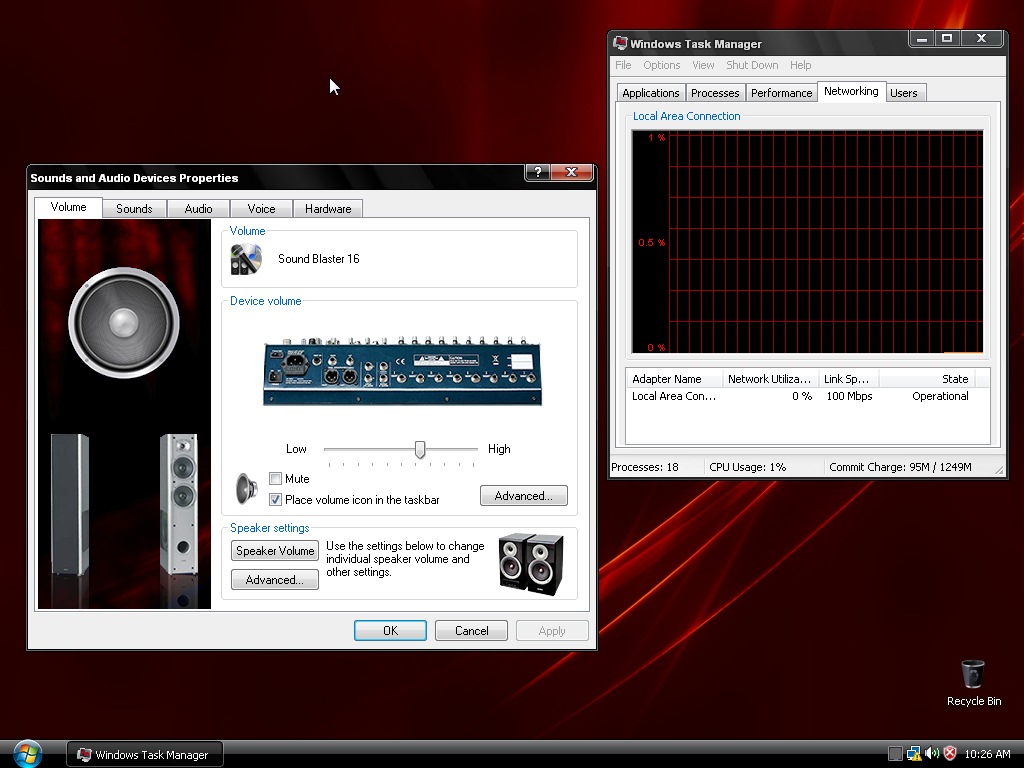 Windows Task Manager
File Options View Shut Down Help
Applications Processes Performance Networking Users
Local Area Connection
1 %
0.5 %
0 %
Adapter Name Network Utiliza... Link Sp... State
Local Area Con... 0 % 100 Mbps Operational
Processes: 18 CPU Usage: 1% Commit Charge: 95M / 1249M
Sounds and Audio Devices Properties
?
Volume Sounds Audio Voice Hardware
Volume
Sound Blaster 16
Device volume
Low High
Mute
Place volume icon in the taskbar
Advanced...
Speaker settings
Speaker Volume
Advanced...
Use the settings below to change
individual speaker volume and
other settings.
OK Cancel Apply
Recycle Bin
Windows Task Manager
10:26 AM